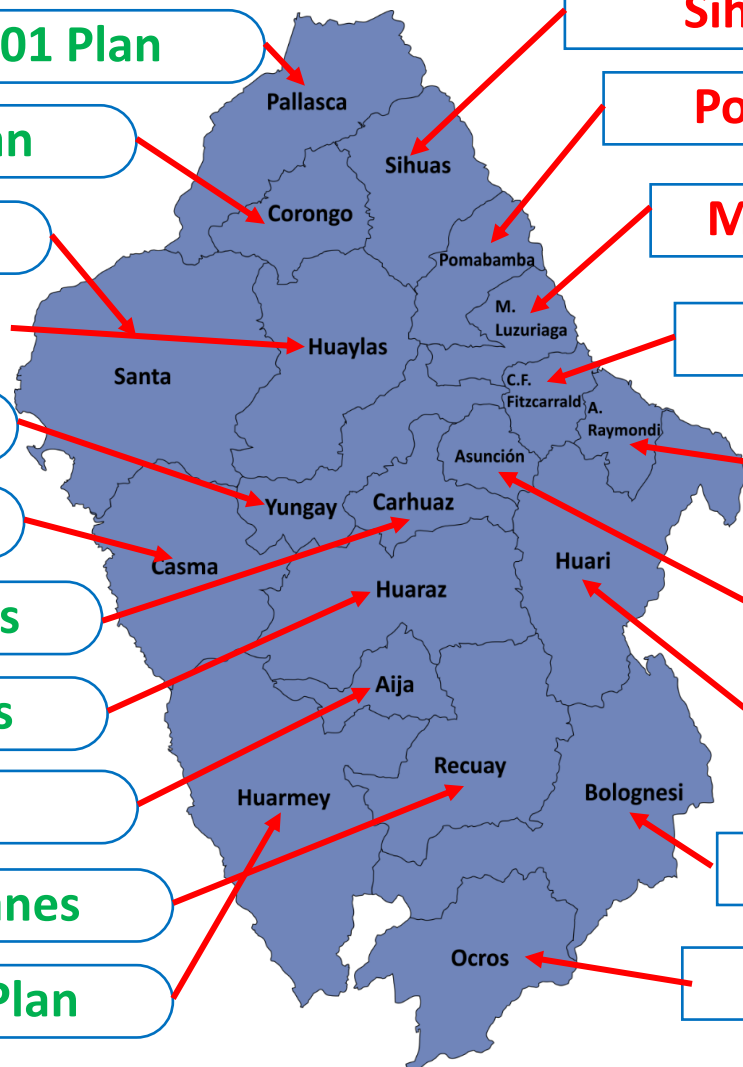 Sih
01 Plan
Pallasca
Po
an
Sihuas
Corongo
M
Pomabamba
M.
Luzuriaga
Huaylas
Santa
C.F.
Fitzcarrald
A.
Raymondi
Asunción
Yungay
Carhuaz
Casma
Huari
Huaraz
s
Aija
s
Recuay
Bolognesi
Huarmey
nes
Ocros
Plan